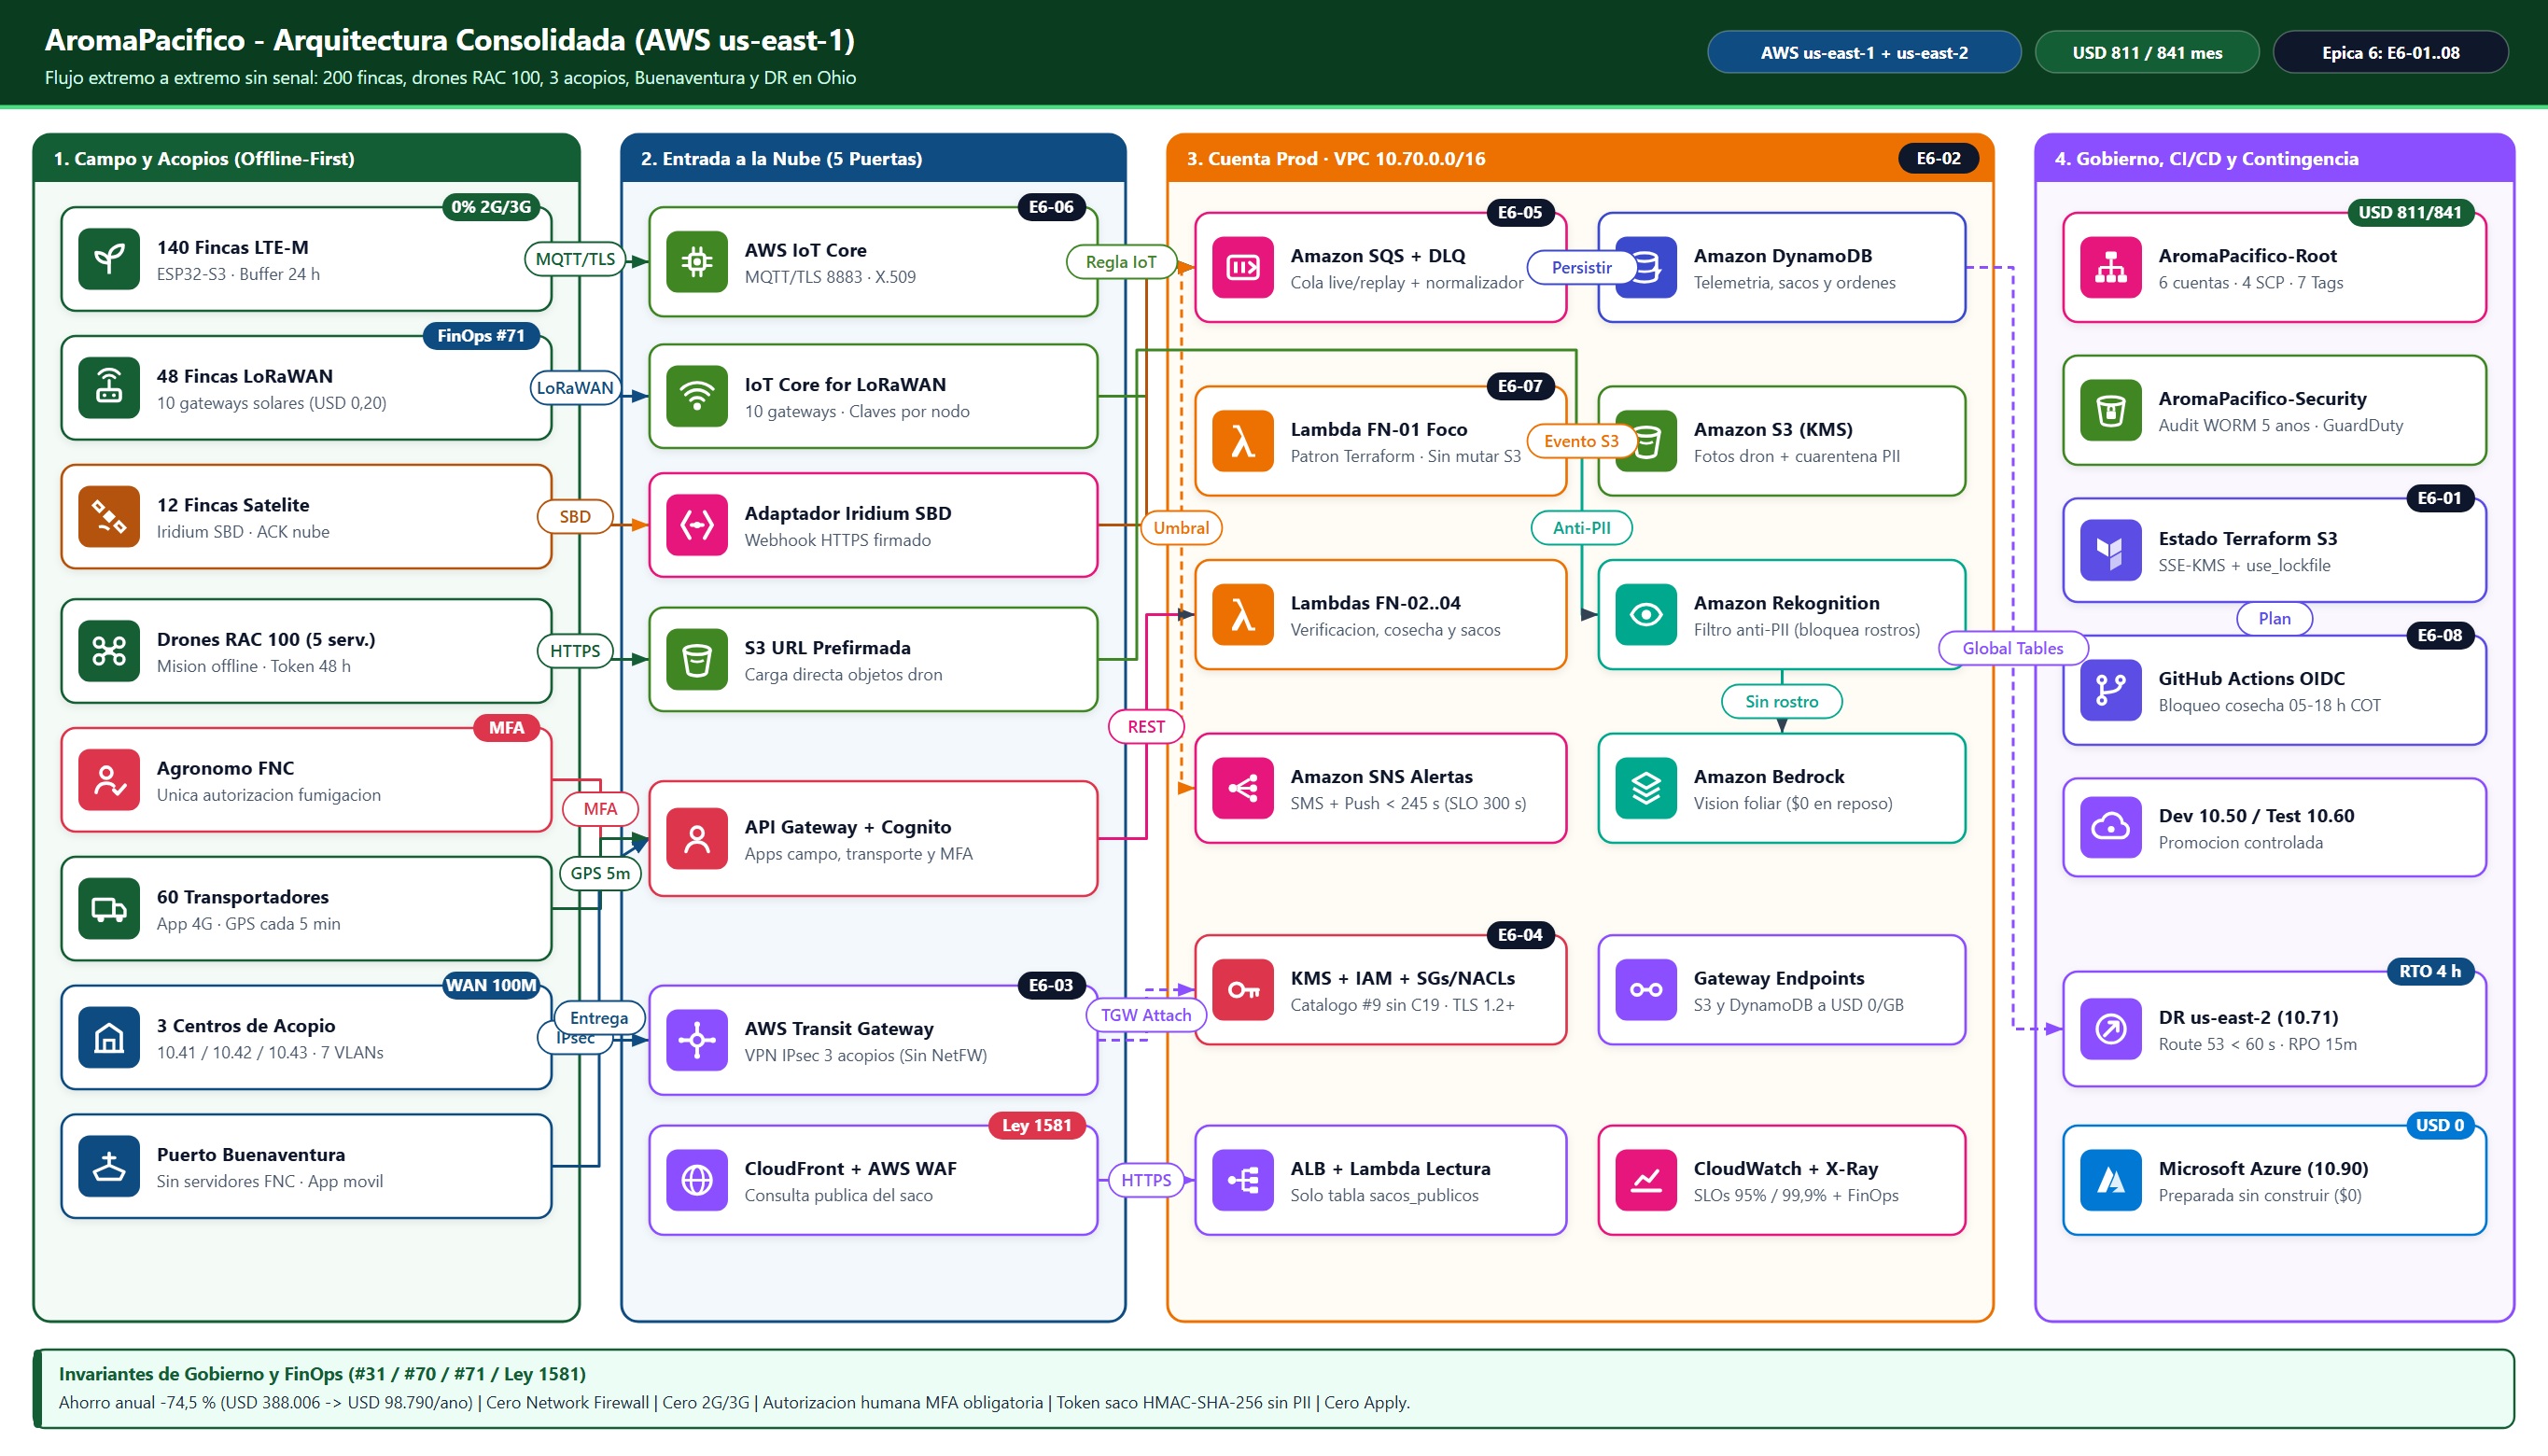 AromaPacifico - Arquitectura Consolidada (AWS us-east-1)
Flujo extremo a extremo sin senal: 200 fincas, drones RAC 100, 3 acopios, Buenaventura y DR en Ohio
AWS us-east-1 + us-east-2
USD 811 / 841 mes
Epica 6: E6-01..08
1. Campo y Acopios (Offline-First)
0% 2G/3G
140 Fincas LTE-M
ESP32-S3 · Buffer 24 h
FinOps #71
48 Fincas LoRaWAN
10 gateways solares (USD 0,20)
12 Fincas Satelite
Iridium SBD · ACK nube
Drones RAC 100 (5 serv.)
Mision offline · Token 48 h
MFA
Agronomo FNC
Unica autorizacion fumigacion
60 Transportadores
App 4G · GPS cada 5 min
WAN 100M
3 Centros de Acopio
10.41 / 10.42 / 10.43 · 7 VLANs
Puerto Buenaventura
Sin servidores FNC · App movil
MQTT/TLS
LoRaWAN
SBD
HTTPS
MFA
GPS 5m
Entrega
IPsec
2. Entrada a la Nube (5 Puertas)
E6-06
AWS IoT Core
MQTT/TLS 8883 · X.509
IoT Core for LoRaWAN
10 gateways · Claves por nodo
Adaptador Iridium SBD
Webhook HTTPS firmado
S3 URL Prefirmada
Carga directa objetos dron
API Gateway + Cognito
Apps campo, transporte y MFA
E6-03
AWS Transit Gateway
VPN IPsec 3 acopios (Sin NetFW)
Ley 1581
CloudFront + AWS WAF
Consulta publica del saco
Regla IoT
Umbral
REST
TGW Attach
HTTPS
3. Cuenta Prod · VPC 10.70.0.0/16
E6-02
E6-05
Amazon SQS + DLQ
Cola live/replay + normalizador
Persistir
Amazon DynamoDB
Telemetria, sacos y ordenes
E6-07
Lambda FN-01 Foco
Patron Terraform · Sin mutar S3
Evento S3
Amazon S3 (KMS)
Fotos dron + cuarentena PII
Anti-PII
Lambdas FN-02..04
Verificacion, cosecha y sacos
Amazon Rekognition
Filtro anti-PII (bloquea rostros)
Sin rostro
Amazon SNS Alertas
SMS + Push < 245 s (SLO 300 s)
Amazon Bedrock
Vision foliar ($0 en reposo)
E6-04
KMS + IAM + SGs/NACLs
Catalogo #9 sin C19 · TLS 1.2+
Gateway Endpoints
S3 y DynamoDB a USD 0/GB
ALB + Lambda Lectura
Solo tabla sacos_publicos
CloudWatch + X-Ray
SLOs 95% / 99,9% + FinOps
Global Tables
4. Gobierno, CI/CD y Contingencia
USD 811/841
AromaPacifico-Root
6 cuentas · 4 SCP · 7 Tags
AromaPacifico-Security
Audit WORM 5 anos · GuardDuty
E6-01
Estado Terraform S3
SSE-KMS + use_lockfile
Plan
E6-08
GitHub Actions OIDC
Bloqueo cosecha 05-18 h COT
Dev 10.50 / Test 10.60
Promocion controlada
RTO 4 h
DR us-east-2 (10.71)
Route 53 < 60 s · RPO 15m
USD 0
Microsoft Azure (10.90)
Preparada sin construir ($0)
Invariantes de Gobierno y FinOps (#31 / #70 / #71 / Ley 1581)
Ahorro anual -74,5 % (USD 388.006 -> USD 98.790/ano) | Cero Network Firewall | Cero 2G/3G | Autorizacion humana MFA obligatoria | Token saco HMAC-SHA-256 sin PII | Cero Apply.